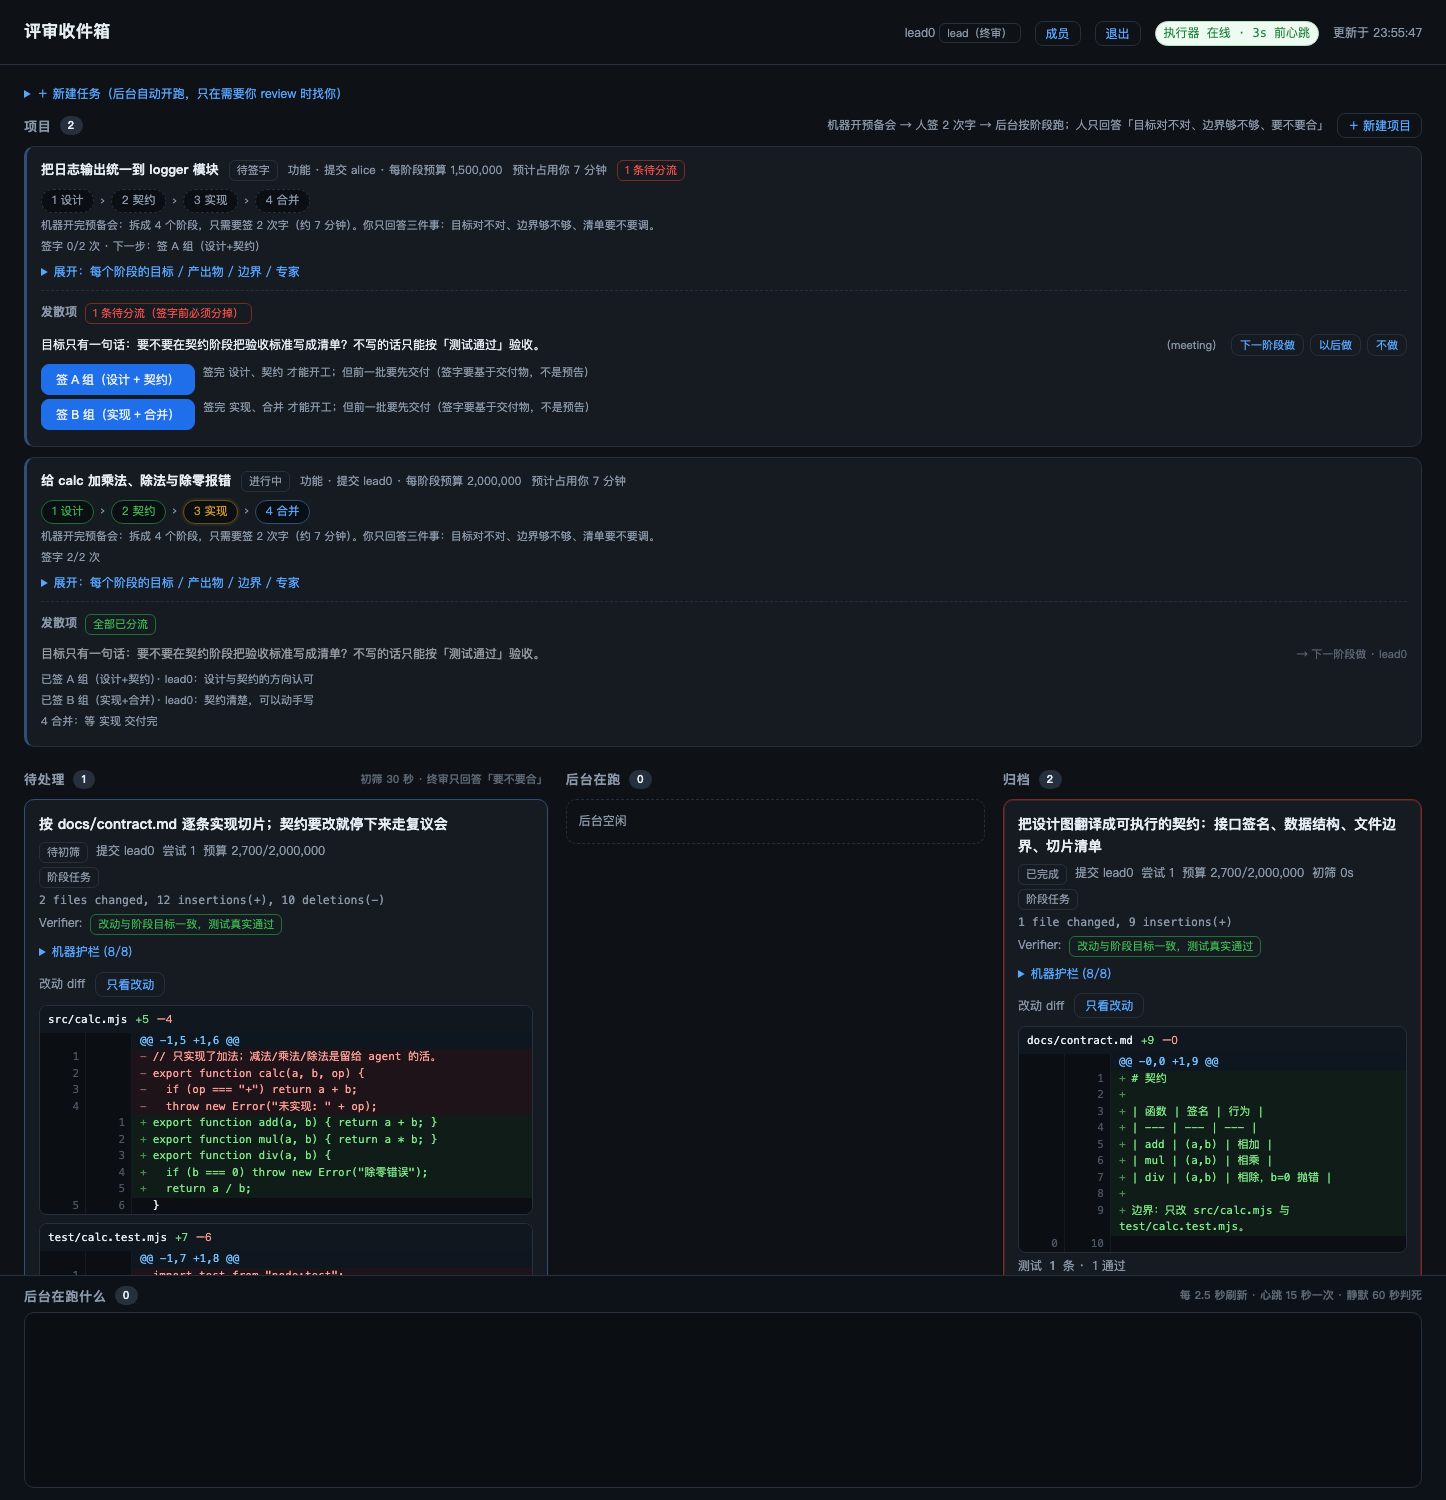 评审收件箱
lead0 lead（终审） 成员 退出 执行器 在线 · 3s 前心跳 更新于 23:55:47
▶ ＋ 新建任务（后台自动开跑，只在需要你 review 时找你）
项目 2 机器开预备会 → 人签 2 次字 → 后台按阶段跑；人只回答「目标对不对、边界够不够、要不要合」 ＋ 新建项目
把日志输出统一到 logger 模块 待签字 功能 · 提交 alice · 每阶段预算 1,500,000 预计占用你 7 分钟 1 条待分流
1 设计 › 2 契约 › 3 实现 › 4 合并
机器开完预备会：拆成 4 个阶段，只需要签 2 次字（约 7 分钟）。你只回答三件事：目标对不对、边界够不够、清单要不要调。
签字 0/2 次 · 下一步：签 A 组（设计+契约）
▶ 展开：每个阶段的目标 / 产出物 / 边界 / 专家
发散项 1 条待分流（签字前必须分掉）
目标只有一句话：要不要在契约阶段把验收标准写成清单？不写的话只能按「测试通过」验收。 (meeting) 下一阶段做 以后做 不做
签 A 组（设计 + 契约） 签完 设计、契约 才能开工；但前一批要先交付（签字要基于交付物，不是预告）
签 B 组（实现 + 合并） 签完 实现、合并 才能开工；但前一批要先交付（签字要基于交付物，不是预告）
给 calc 加乘法、除法与除零报错 进行中 功能 · 提交 lead0 · 每阶段预算 2,000,000 预计占用你 7 分钟
1 设计 › 2 契约 › 3 实现 › 4 合并
机器开完预备会：拆成 4 个阶段，只需要签 2 次字（约 7 分钟）。你只回答三件事：目标对不对、边界够不够、清单要不要调。
签字 2/2 次
▶ 展开：每个阶段的目标 / 产出物 / 边界 / 专家
发散项 全部已分流
目标只有一句话：要不要在契约阶段把验收标准写成清单？不写的话只能按「测试通过」验收。 → 下一阶段做 · lead0
已签 A 组（设计+契约）· lead0：设计与契约的方向认可
已签 B 组（实现+合并）· lead0：契约清楚，可以动手写
4 合并：等 实现 交付完
待处理 1 初筛 30 秒 · 终审只回答「要不要合」
按 docs/contract.md 逐条实现切片；契约要改就停下来走复议会
待初筛 提交 lead0 尝试 1 预算 2,700/2,000,000
阶段任务
2 files changed, 12 insertions(+), 10 deletions(−)
Verifier: 改动与阶段目标一致，测试真实通过
▶ 机器护栏 (8/8)
改动 diff 只看改动
src/calc.mjs +5 −4
@@ −1,5 +1,6 @@
1 − // 只实现了加法；减法/乘法/除法是留给 agent 的活。
2 − export function calc(a, b, op) {
3 −   if (op === "+") return a + b;
4 −   throw new Error("未实现: " + op);
1 + export function add(a, b) { return a + b; }
2 + export function mul(a, b) { return a * b; }
3 + export function div(a, b) {
4 +   if (b === 0) throw new Error("除零错误");
5 +   return a / b;
5 6 }
test/calc.test.mjs +7 −6
@@ −1,7 +1,8 @@
1 − import test from "node:test";
后台在跑 0
后台空闲
归档 2
把设计图翻译成可执行的契约：接口签名、数据结构、文件边
界、切片清单
已完成 提交 lead0 尝试 1 预算 2,700/2,000,000 初筛 0s
阶段任务
1 file changed, 9 insertions(+)
Verifier: 改动与阶段目标一致，测试真实通过
▶ 机器护栏 (8/8)
改动 diff 只看改动
docs/contract.md +9 −0
@@ −0,0 +1,9 @@
1 + # 契约
2 +
3 + | 函数 | 签名 | 行为 |
4 + | −−− | −−− | −−− |
5 + | add | (a,b) | 相加 |
6 + | mul | (a,b) | 相乘 |
7 + | div | (a,b) | 相除，b=0 抛错 |
8 +
9 + 边界：只改 src/calc.mjs 与
test/calc.test.mjs。
0 10
测试 1 条 · 1 通过
后台在跑什么 0 每 2.5 秒刷新 · 心跳 15 秒一次 · 静默 60 秒判死